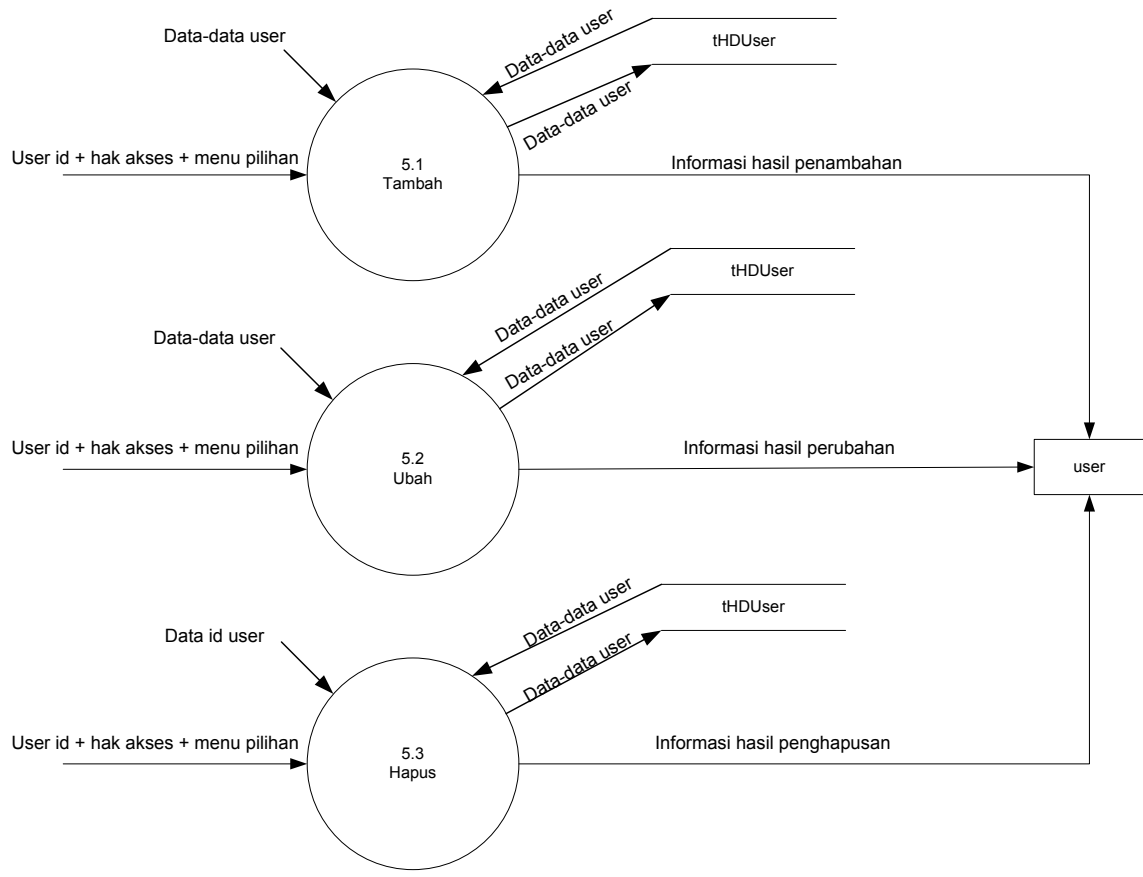 Data-data user
Data-data user
tHDUser
Data-data user
User id + hak akses + menu pilihan
5.1
Tambah
Informasi hasil penambahan
Data-data user
tHDUser
Data-data user
Data-data user
User id + hak akses + menu pilihan
5.2
Ubah
Informasi hasil perubahan
user
Data-data user
tHDUser
Data id user
Data-data user
User id + hak akses + menu pilihan
5.3
Hapus
Informasi hasil penghapusan